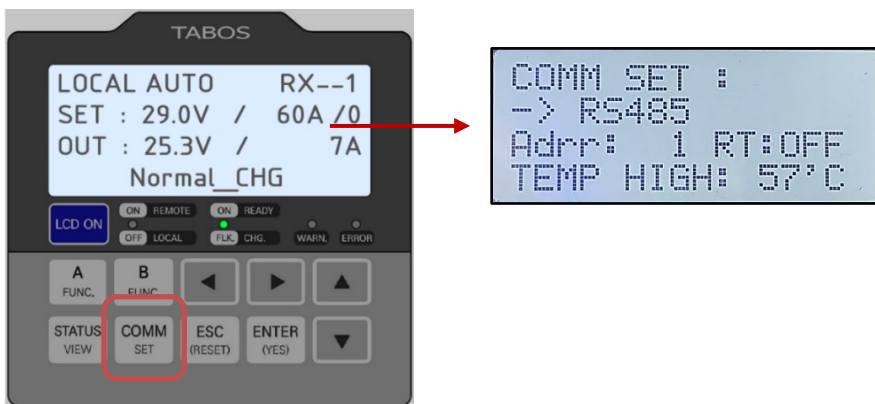 TABOS
LOCAL AUTO RX--1
SET : 29.0V / 60A /0
OUT : 25.3V / 7A
Normal__CHG
LCD ON
ON REMOTE
OFF LOCAL
ON READY
FLK. CHG.
WARN. ERROR
A
FUNC.
B
FUNC.
STATUS
VIEW
COMM
SET
ESC
(RESET)
ENTER
(YES)
COMM SET :
-> RS485
Adrr: 1 RT:OFF
TEMP HIGH: 57°C